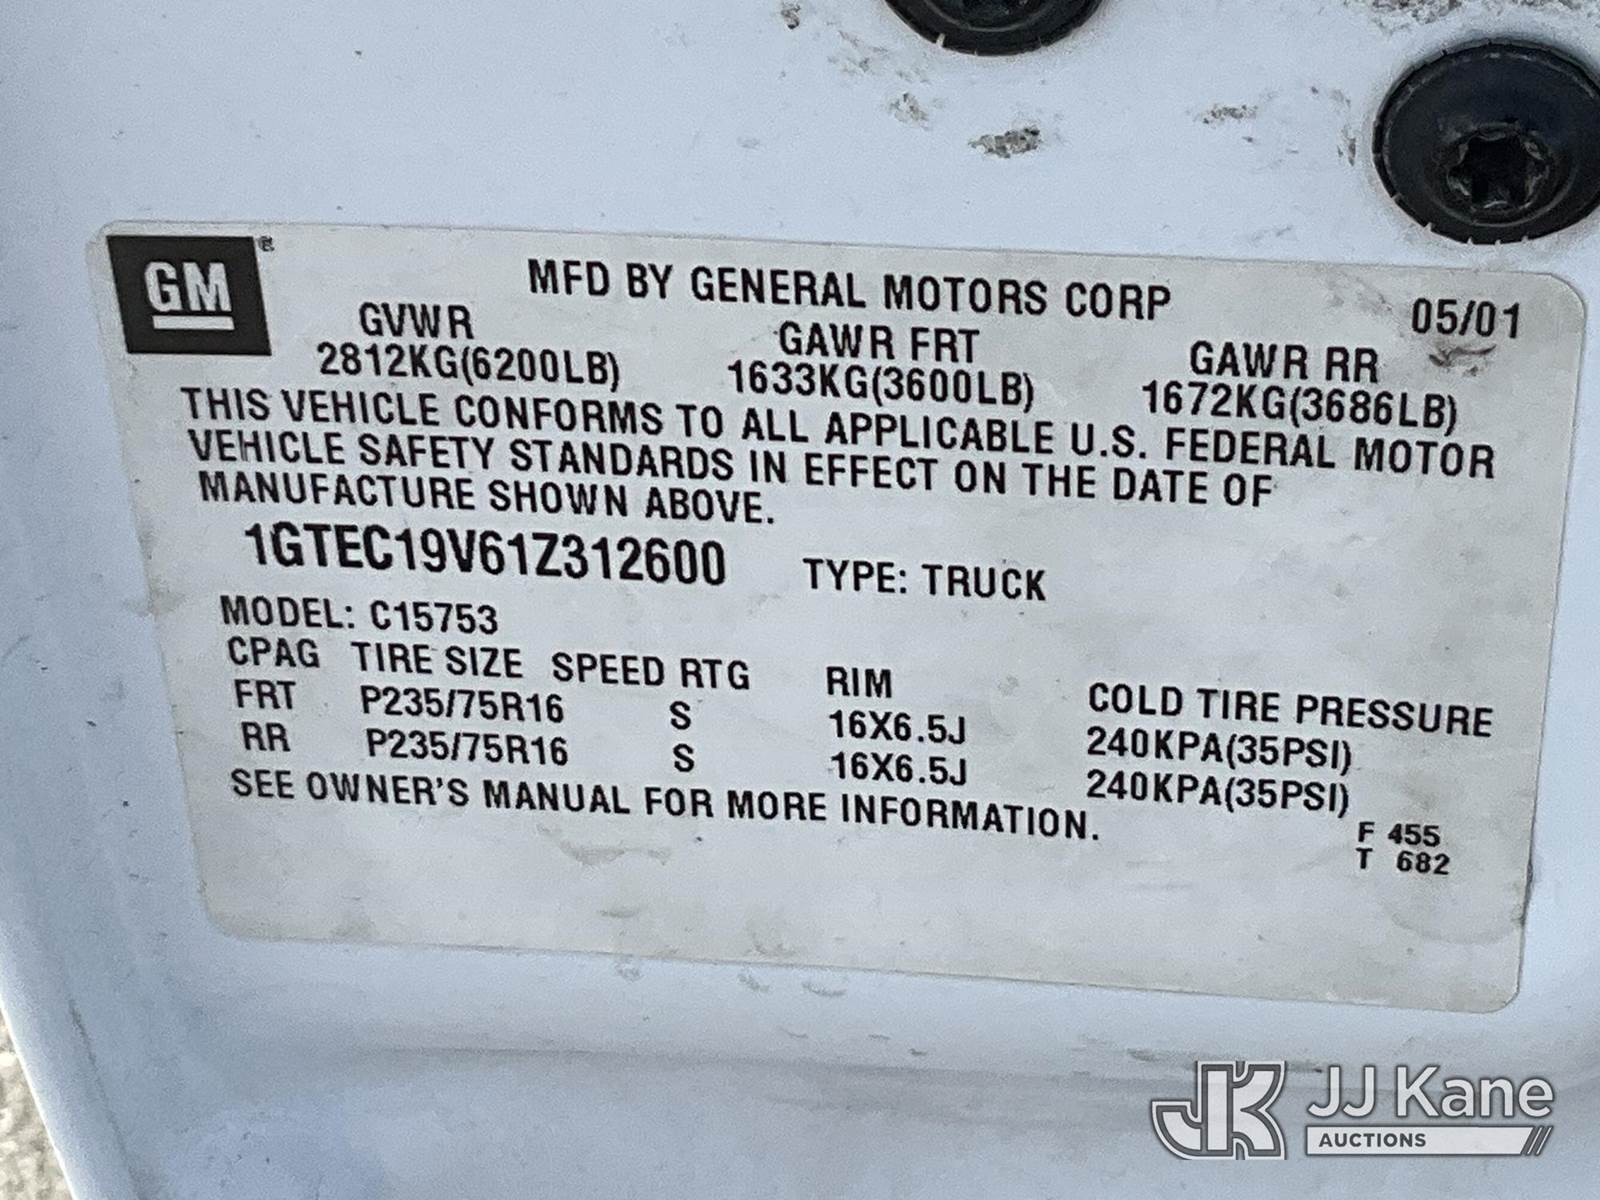 GM®
MFD BY GENERAL MOTORS CORP 05/01
GVWR GAWR FRT GAWR RR
2812KG(6200LB) 1633KG(3600LB) 1672KG(3686LB)
THIS VEHICLE CONFORMS TO ALL APPLICABLE U.S. FEDERAL MOTOR
VEHICLE SAFETY STANDARDS IN EFFECT ON THE DATE OF
MANUFACTURE SHOWN ABOVE.
1GTEC19V61Z312600 TYPE: TRUCK
MODEL: C15753
CPAG TIRE SIZE SPEED RTG RIM COLD TIRE PRESSURE
FRT P235/75R16 S 16X6.5J 240KPA(35PSI)
RR P235/75R16 S 16X6.5J 240KPA(35PSI)
SEE OWNER'S MANUAL FOR MORE INFORMATION.
F 455
T 682
JK JJ Kane
AUCTIONS